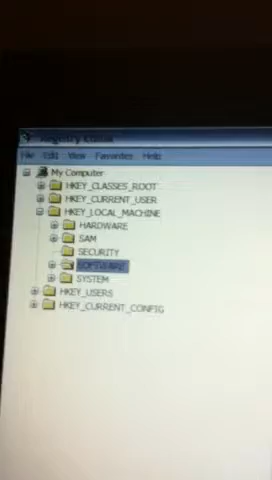 Registry Editor
File Edit View Favorites Help
My Computer
HKEY_CLASSES_ROOT
HKEY_CURRENT_USER
HKEY_LOCAL_MACHINE
HARDWARE
SAM
SECURITY
SOFTWARE
SYSTEM
HKEY_USERS
HKEY_CURRENT_CONFIG